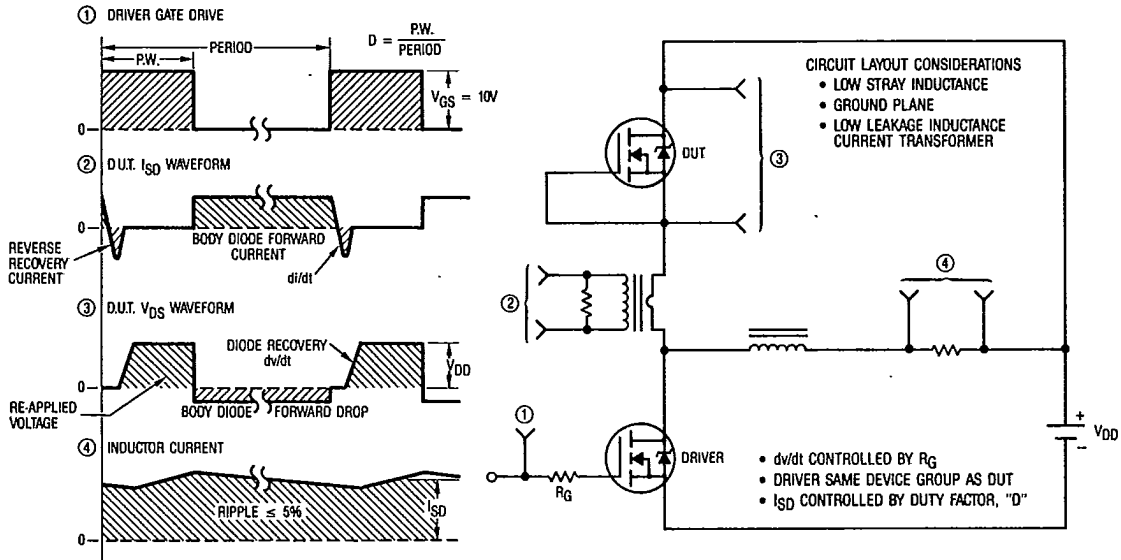 ① DRIVER GATE DRIVE
PERIOD
P.W.
D = P.W. / PERIOD
V_GS = 10V
0
② D.U.T. I_SD WAVEFORM
0
REVERSE
RECOVERY
CURRENT
BODY DIODE FORWARD
CURRENT
di/dt
③ D.U.T. V_DS WAVEFORM
DIODE RECOVERY
dv/dt
V_DD
0
RE-APPLIED
VOLTAGE
BODY DIODE FORWARD DROP
④ INDUCTOR CURRENT
RIPPLE ≤ 5%
I_SD
0
CIRCUIT LAYOUT CONSIDERATIONS
• LOW STRAY INDUCTANCE
• GROUND PLANE
• LOW LEAKAGE INDUCTANCE
CURRENT TRANSFORMER
DUT
③
②
④
①
R_G
DRIVER
+
V_DD
−
• dv/dt CONTROLLED BY R_G
• DRIVER SAME DEVICE GROUP AS DUT
• I_SD CONTROLLED BY DUTY FACTOR, "D"